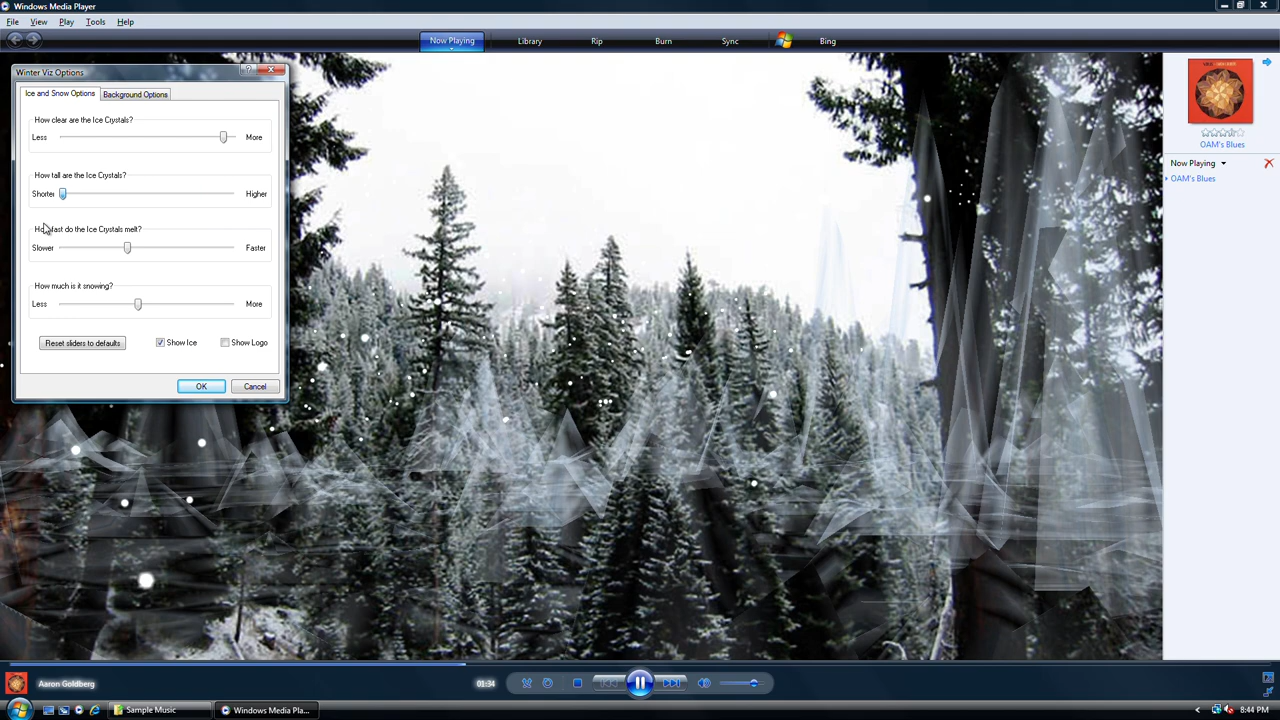 Windows Media Player
File View Play Tools Help
Now Playing Library Rip Burn Sync Bing
Winter Viz Options
Ice and Snow Options Background Options
How clear are the Ice Crystals?
Less More
How tall are the Ice Crystals?
Shorter Higher
fast do the Ice Crystals melt?
Slower Faster
How much is it snowing?
Less More
Reset sliders to defaults Show Ice Show Logo
OK Cancel
OAM's Blues
Now Playing
OAM's Blues
Aaron Goldberg 01:34
Sample Music Windows Media Pla... 8:44 PM